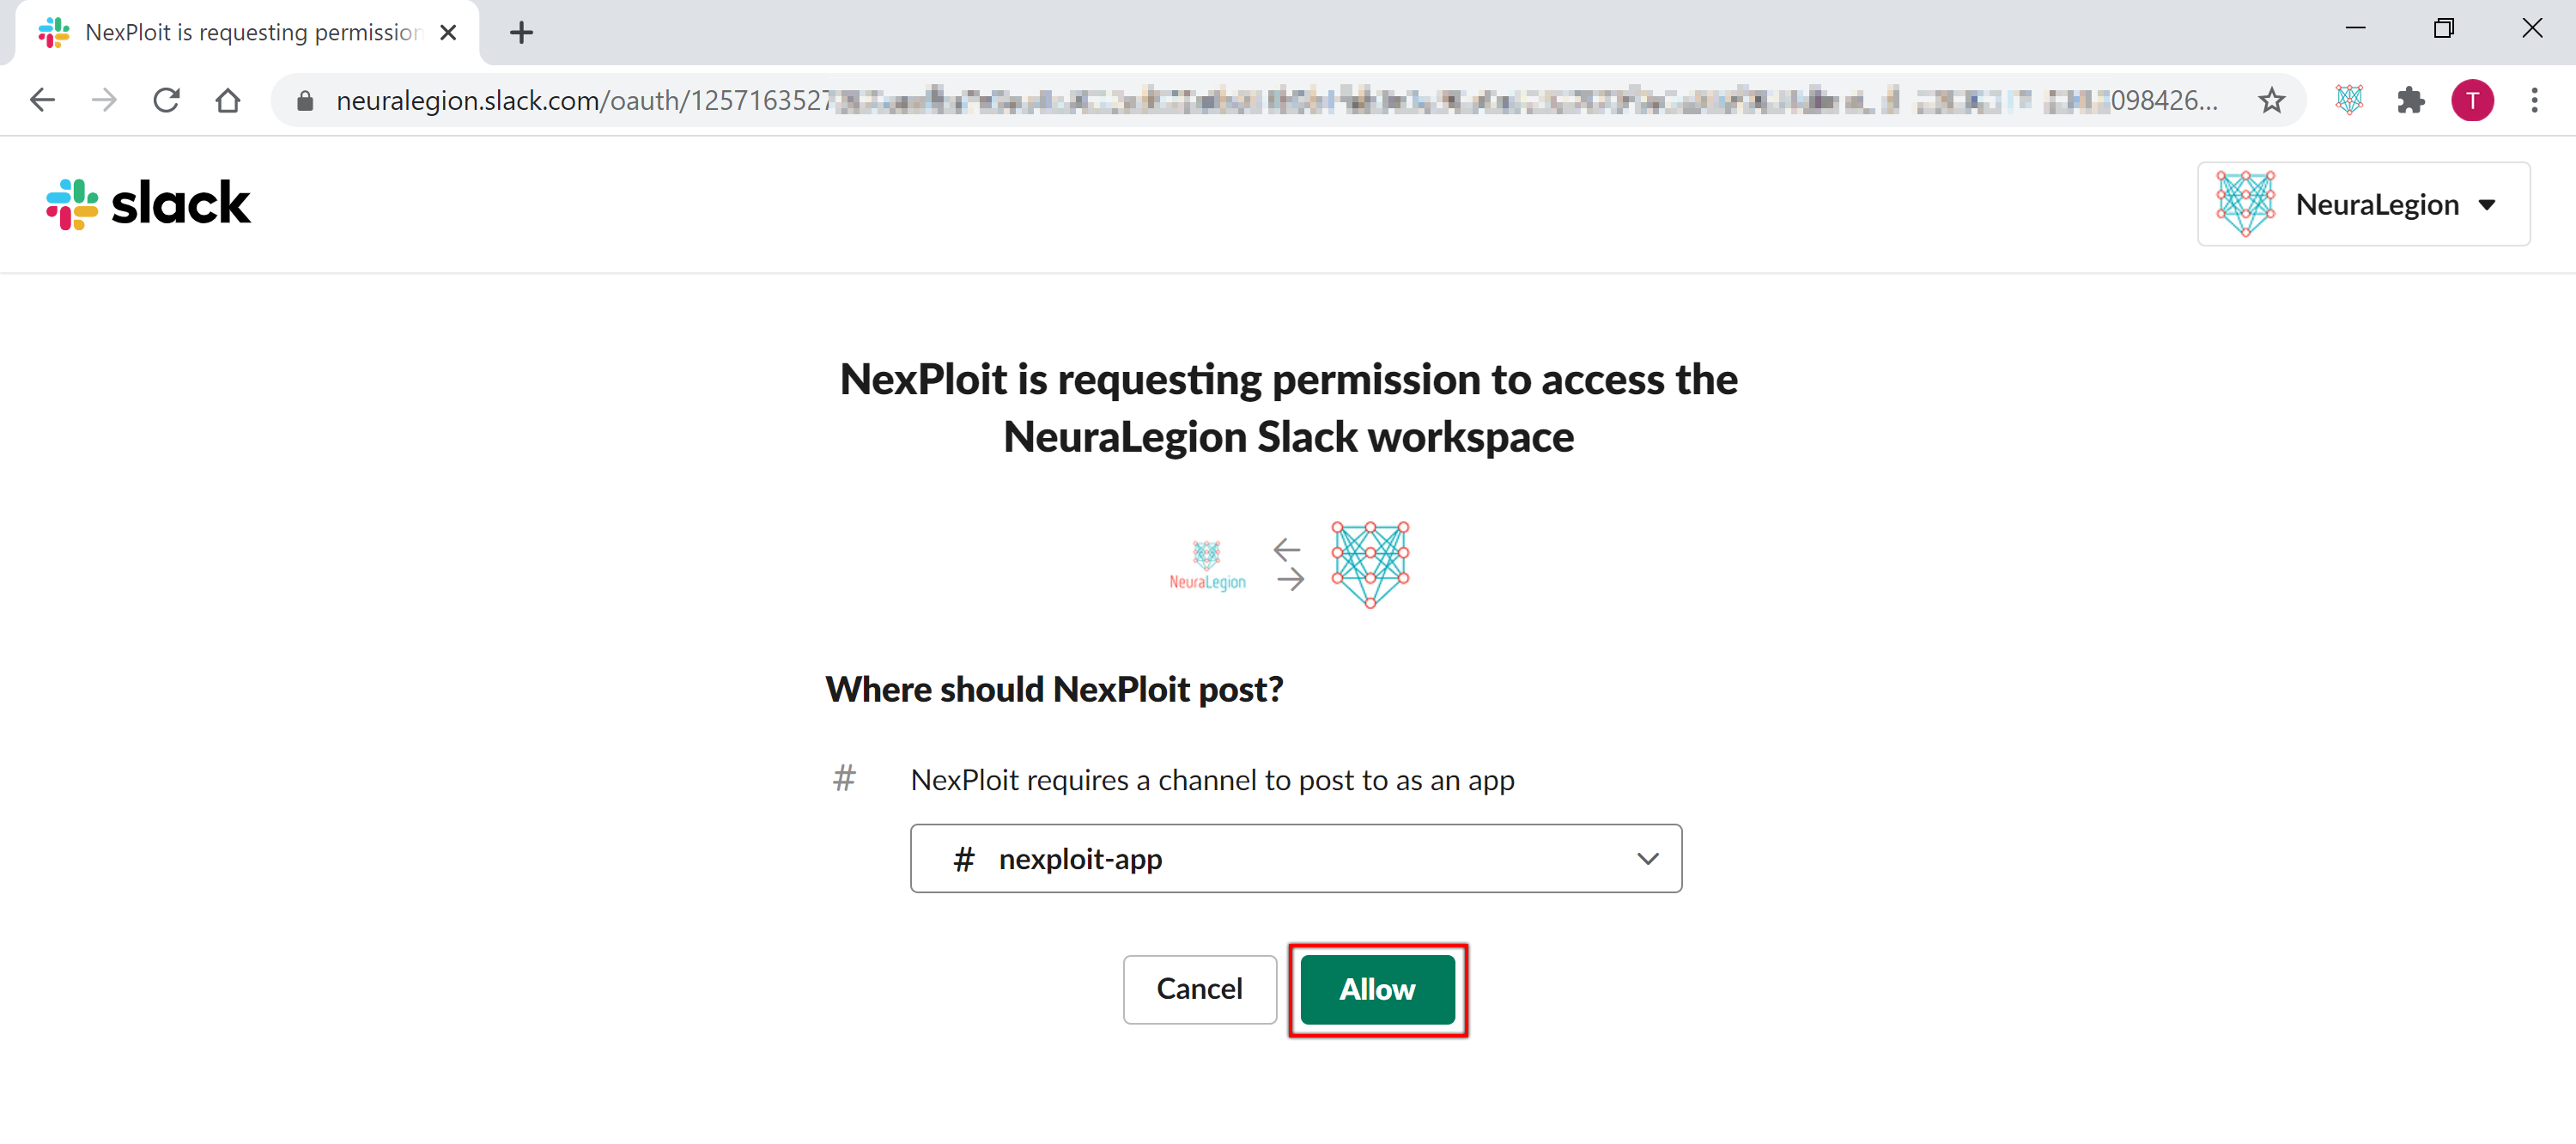 NexPloit is requesting permission
neuralegion.slack.com/oauth/1257163527
098426...
T
slack
NeuraLegion
NexPloit is requesting permission to access the
NeuraLegion Slack workspace
NeuraLegion
Where should NexPloit post?
# NexPloit requires a channel to post to as an app
# nexploit-app
Cancel
Allow